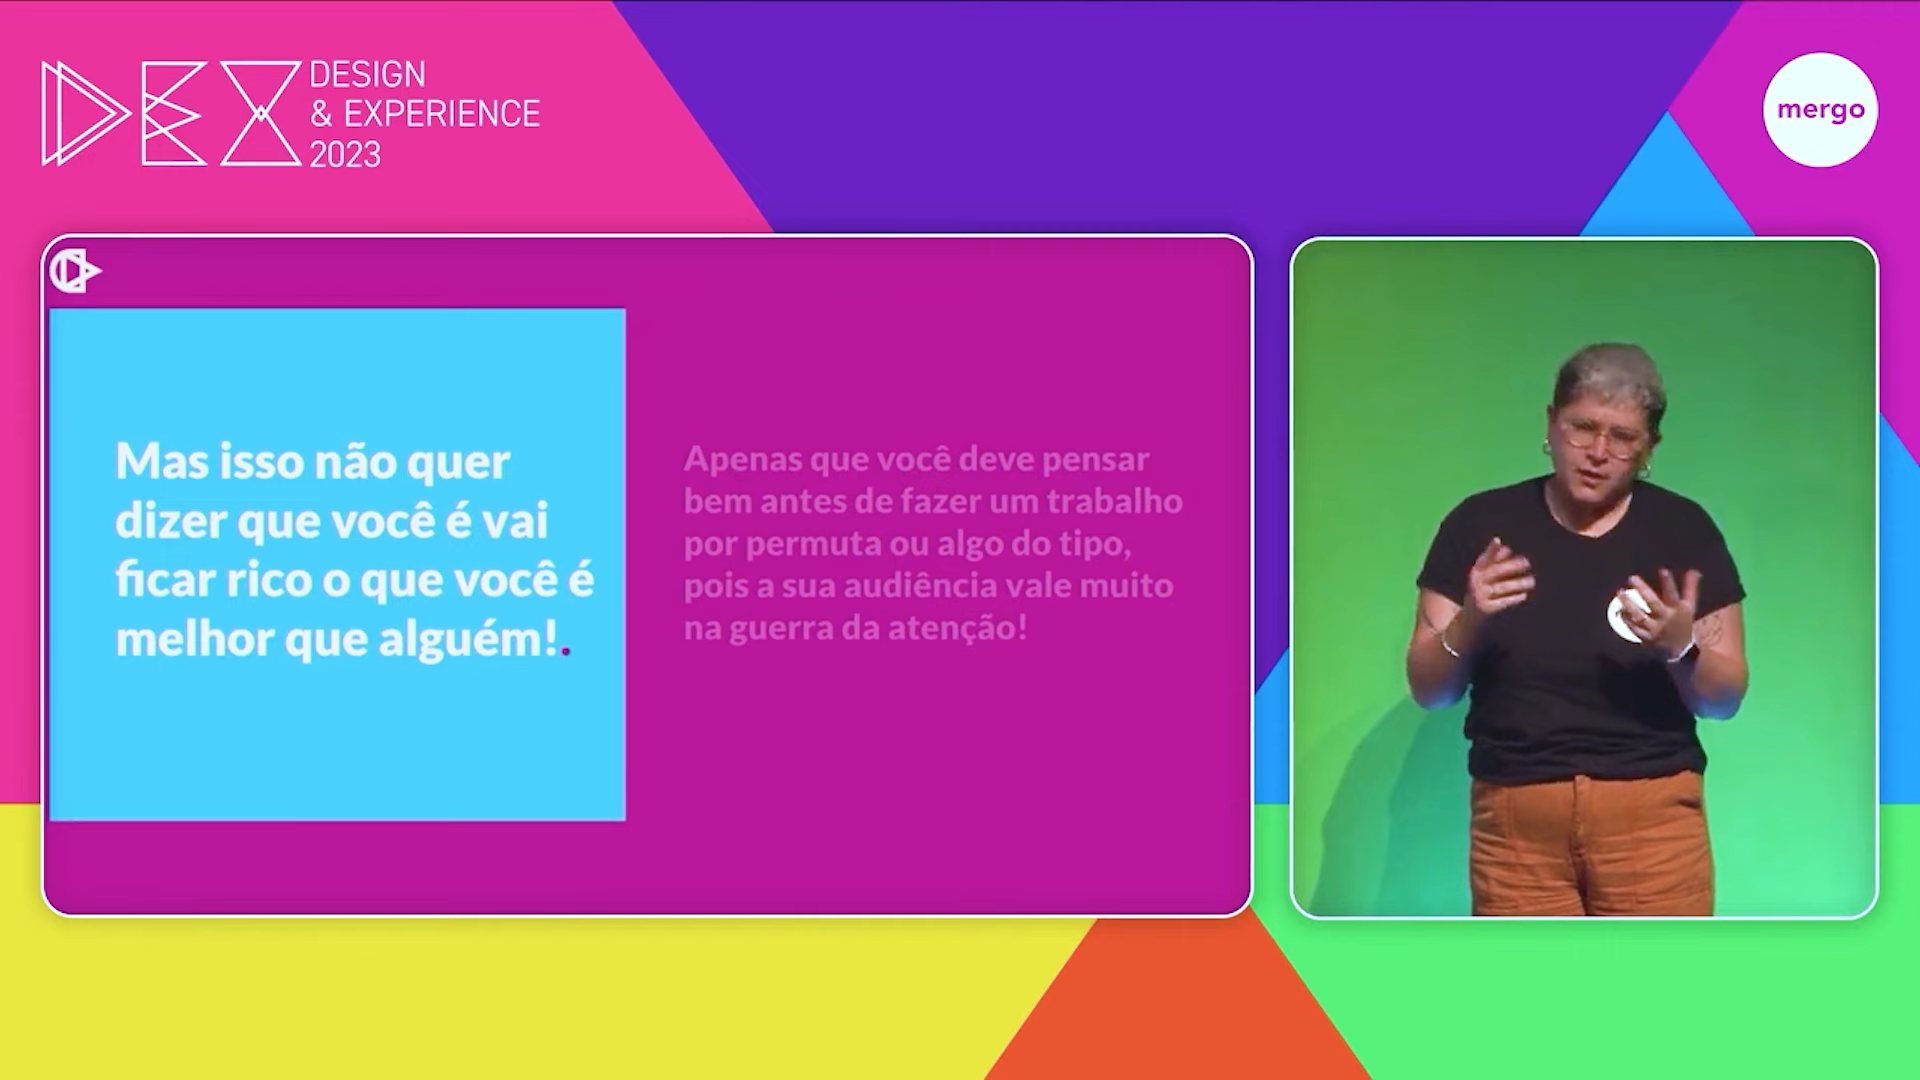 DEX
DESIGN
& EXPERIENCE
2023
mergo
Mas isso não quer
dizer que você é vai
ficar rico o que você é
melhor que alguém!.
Apenas que você deve pensar
bem antes de fazer um trabalho
por permuta ou algo do tipo,
pois a sua audiência vale muito
na guerra da atenção!